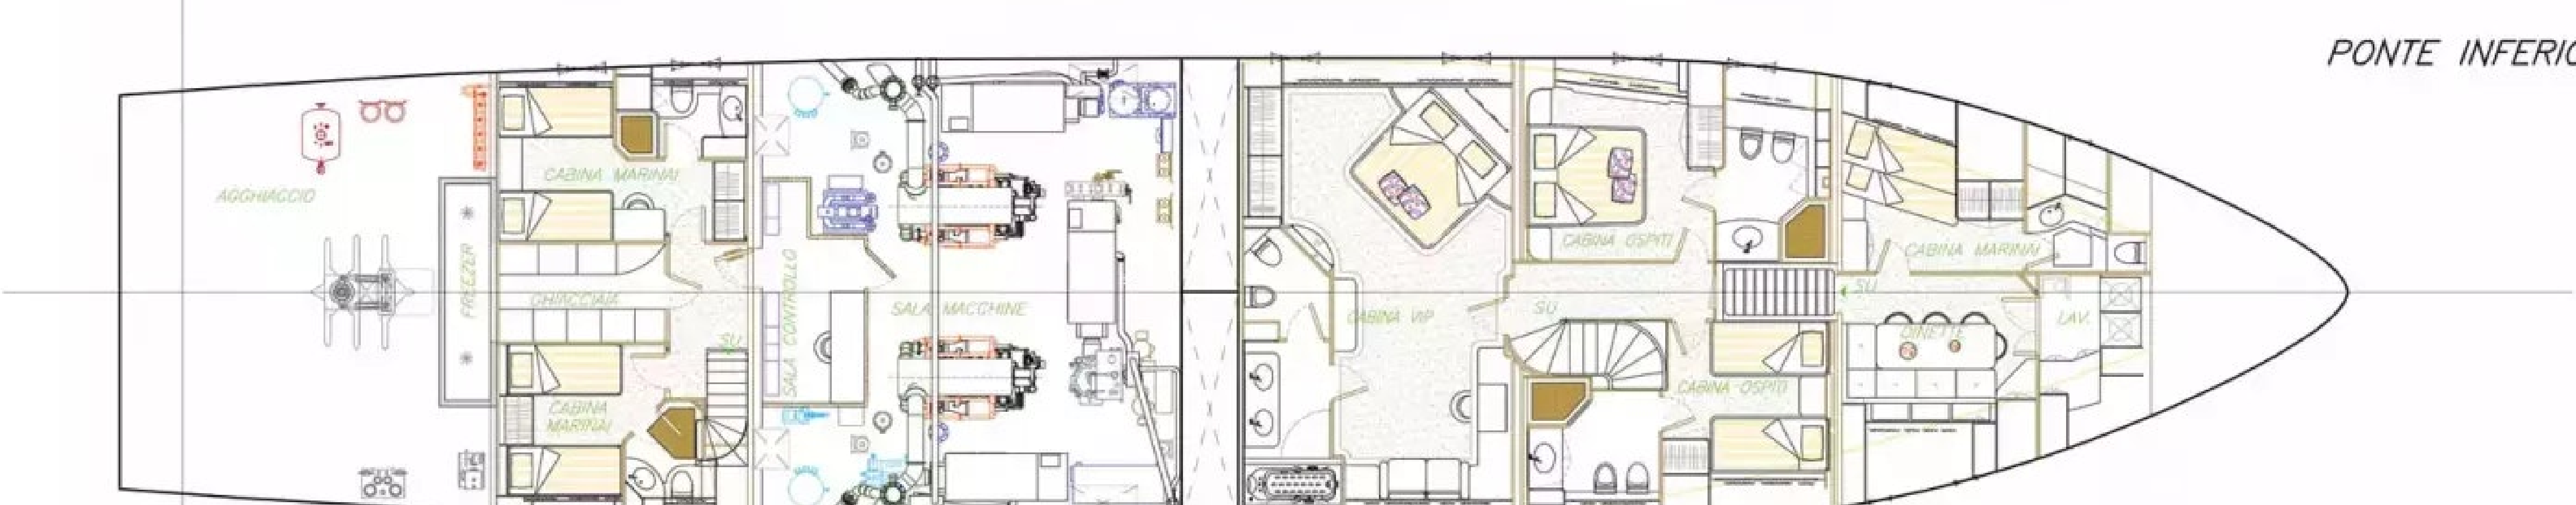 PONTE INFERIO
AGGHIACCIO
FREEZER
CABINA MARINAI
GHIACCIAIA
SU
CABINA
MARINAI
SALA CONTROLLO
SALA MACCHINE
CABINA VIP
CABINA OSPITI
SU
CABINA OSPITI
CABINA MARINAI
SU
DINETTE
LAV.